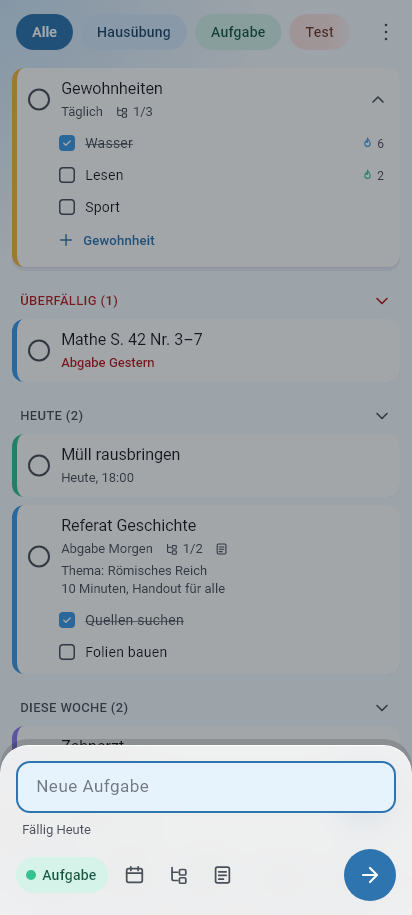 Alle Hausübung Aufgabe Test
Gewohnheiten
Täglich 1/3
Wasser 6
Lesen 2
Sport
Gewohnheit
ÜBERFÄLLIG (1)
Mathe S. 42 Nr. 3–7
Abgabe Gestern
HEUTE (2)
Müll rausbringen
Heute, 18:00
Referat Geschichte
Abgabe Morgen 1/2
Thema: Römisches Reich
10 Minuten, Handout für alle
Quellen suchen
Folien bauen
DIESE WOCHE (2)
Zahnarzt
Neue Aufgabe
Fällig Heute
Aufgabe